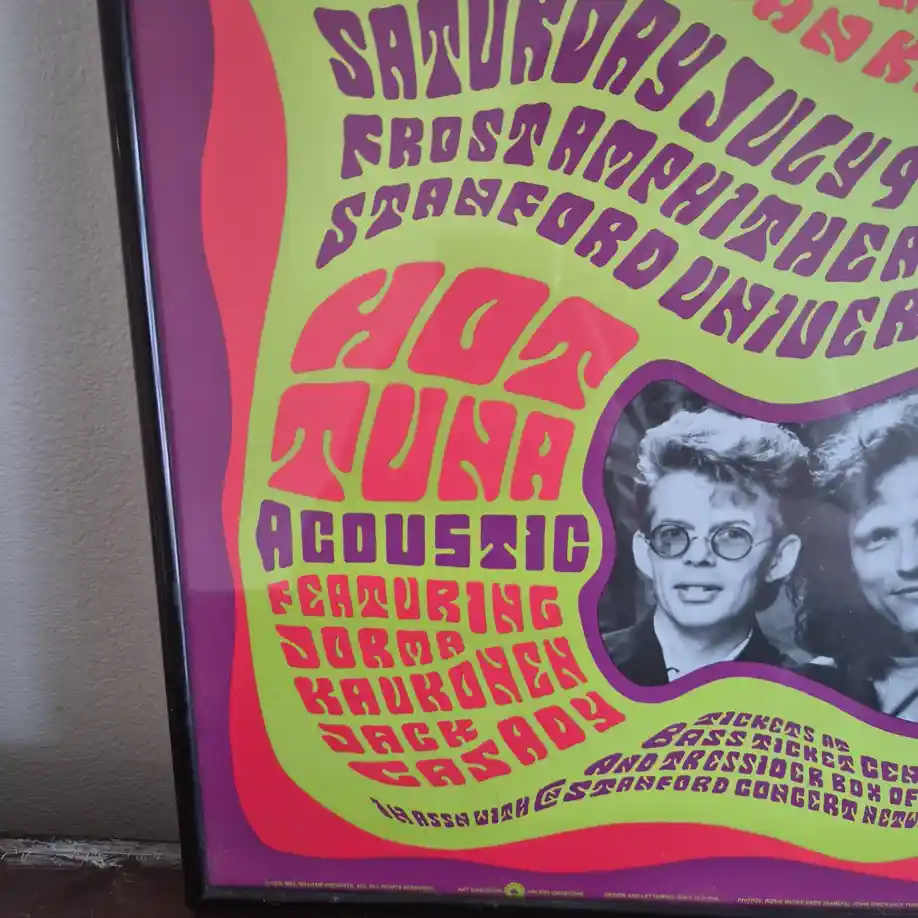 SATURDAY JULY 9
FROST AMPHITHEA
STANFORD UNIVER
HOT
TUNA
ACOUSTIC
FEATURING
JORMA
KAUKONEN
JACK
CASADY
TICKETS AT
BASS TICKET CEN
AND TRESSIDER BOX OF
IN ASSN WITH STANFORD CONCERT NETW